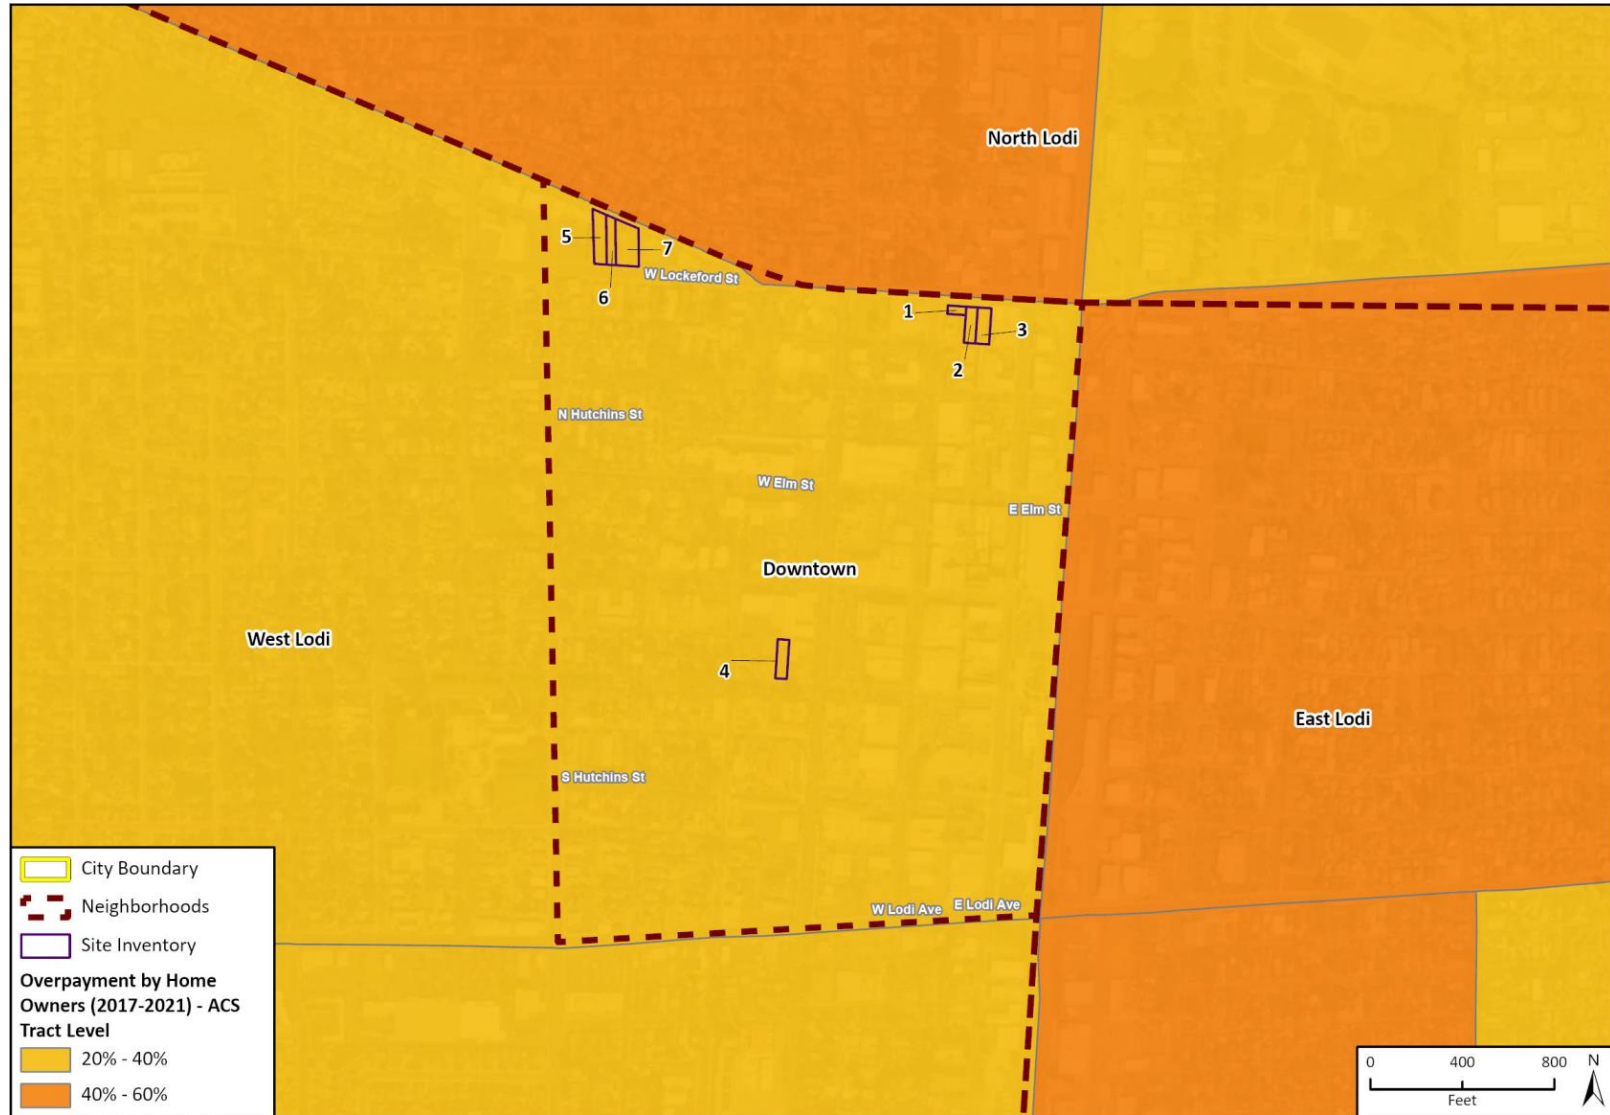 North Lodi
5
7
6
W Lockeford St
1
3
2
N Hutchins St
W Elm St
E Elm St
Downtown
West Lodi
4
East Lodi
S Hutchins St
W Lodi Ave
E Lodi Ave
City Boundary
Neighborhoods
Site Inventory
Overpayment by Home
Owners (2017-2021) - ACS
Tract Level
20% - 40%
40% - 60%
0 400 800
Feet
N